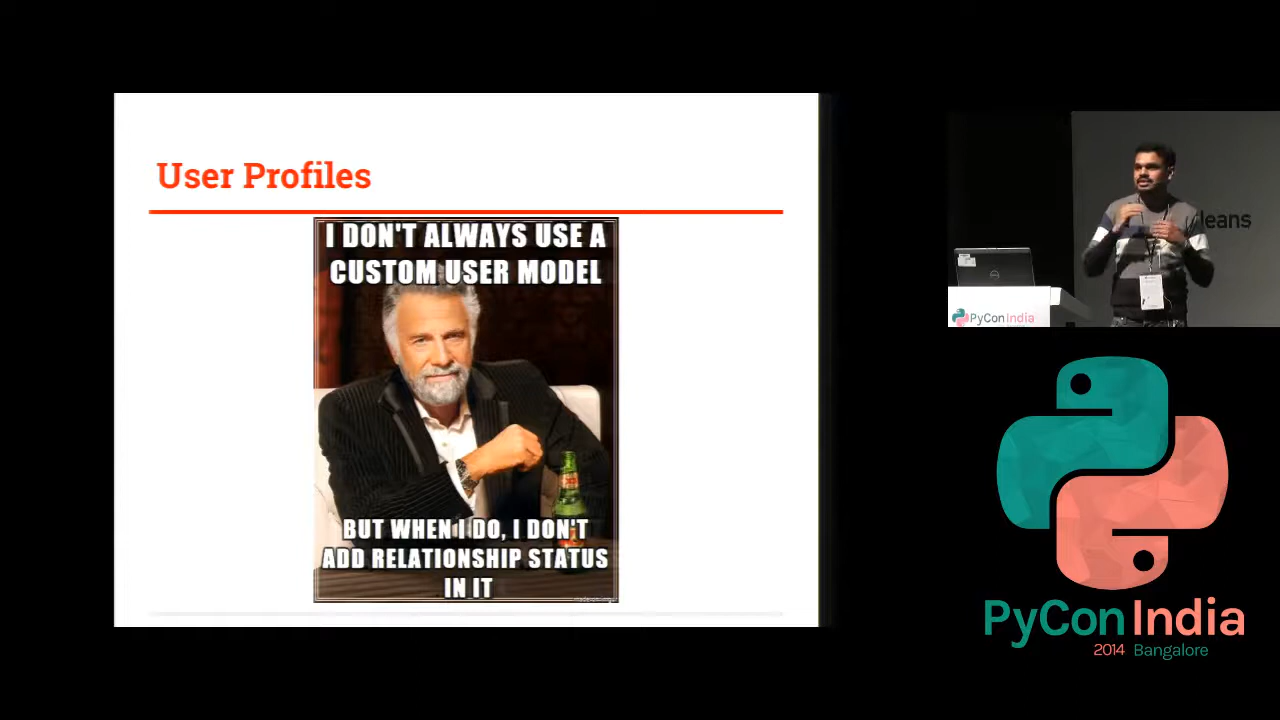 User Profiles
I DON'T ALWAYS USE A
CUSTOM USER MODEL
BUT WHEN I DO, I DON'T
ADD RELATIONSHIP STATUS
IN IT
leans
PyCon India
PyCon India
2014 Bangalore